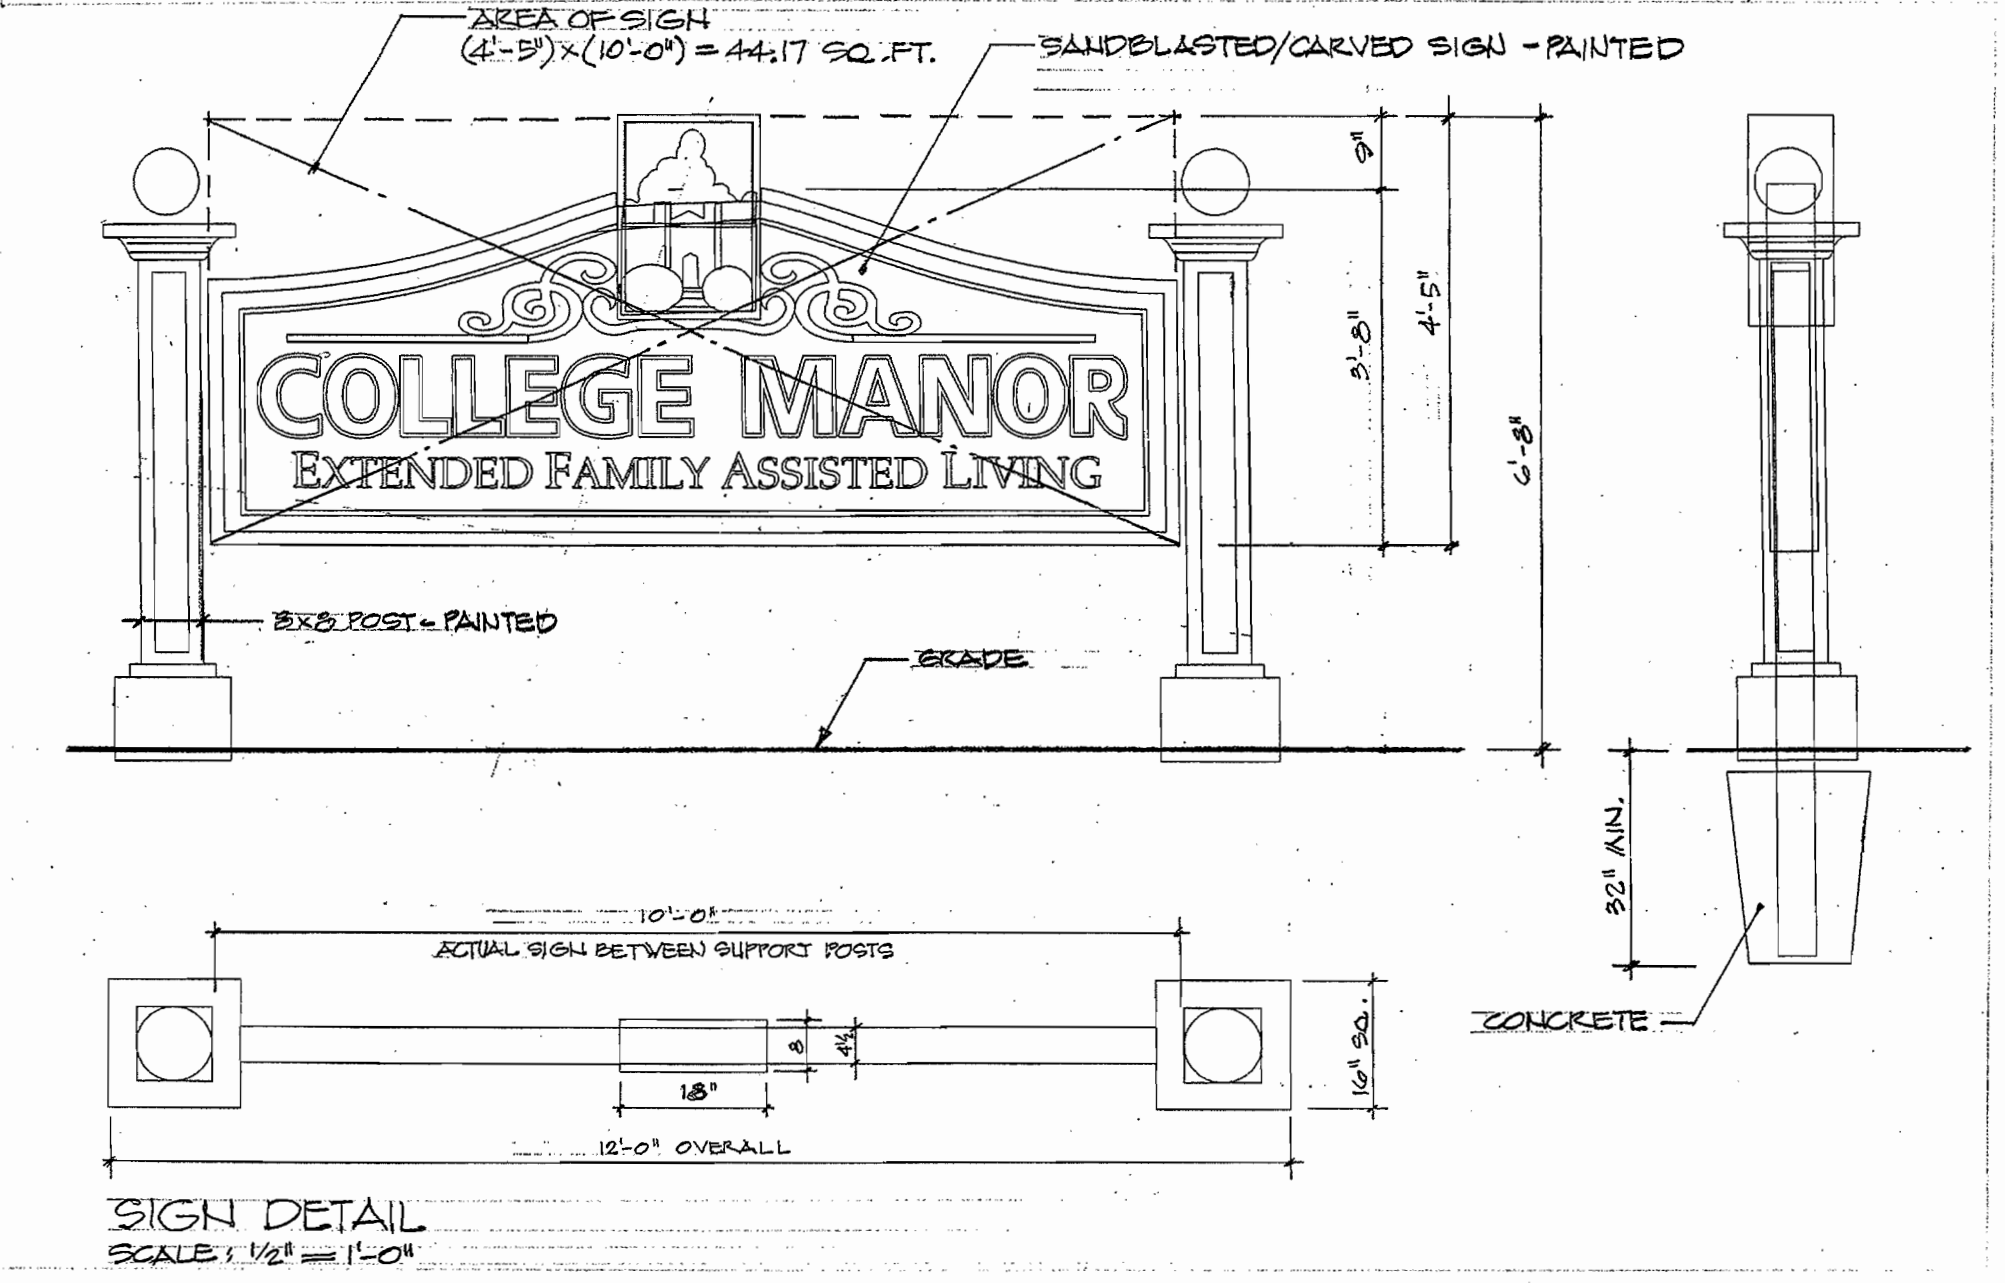 AREA OF SIGN
(4'-5") x (10'-0") = 44.17 SQ. FT.
SANDBLASTED/CARVED SIGN - PAINTED
9"
3'-8"
4'-5"
6'-8"
COLLEGE MANOR
EXTENDED FAMILY ASSISTED LIVING
8x8 POST - PAINTED
GRADE
32" MIN.
CONCRETE
10'-0"
ACTUAL SIGN BETWEEN SUPPORT POSTS
8
4½
18"
16" SQ.
12'-0" OVERALL
SIGN DETAIL
SCALE: 1/2" = 1'-0"